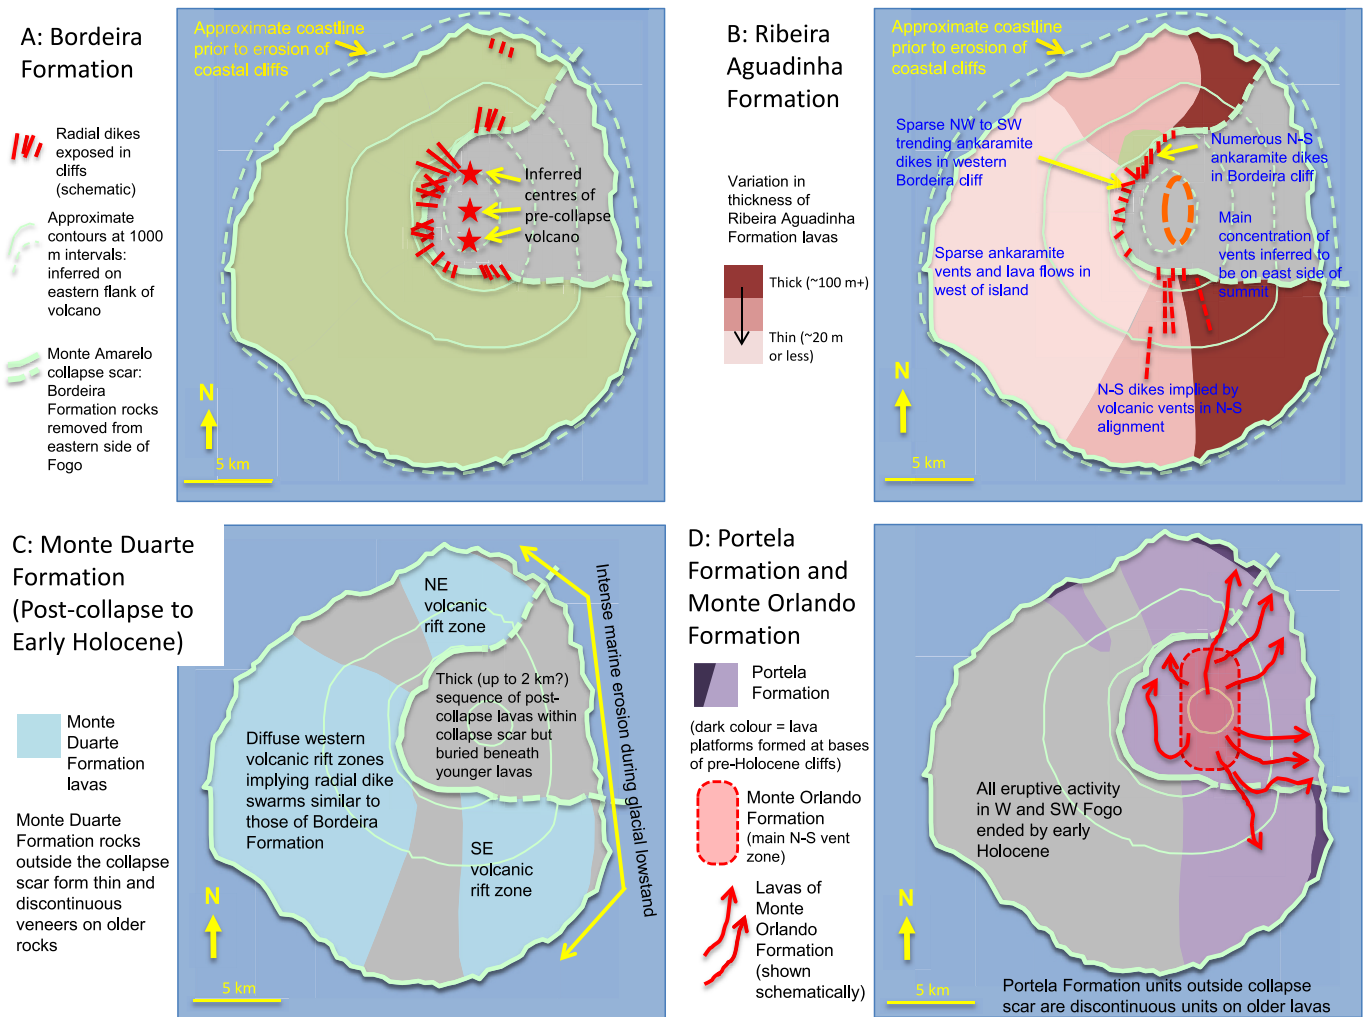 A: Bordeira
Formation
Radial dikes
exposed in
cliffs
(schematic)
Approximate
contours at 1000
m intervals:
inferred on
eastern flank of
volcano
Monte Amarelo
collapse scar:
Bordeira
Formation rocks
removed from
eastern side of
Fogo
Approximate coastline
prior to erosion of
coastal cliffs
Inferred
centres of
pre-collapse
volcano
N
5 km
B: Ribeira
Aguadinha
Formation
Variation in
thickness of
Ribeira Aguadinha
Formation lavas
Thick (~100 m+)
Thin (~20 m
or less)
Approximate coastline
prior to erosion of
coastal cliffs
Sparse NW to SW
trending ankaramite
dikes in western
Bordeira cliff
Numerous N-S
ankaramite dikes
in Bordeira cliff
Main
concentration of
vents inferred to
be on east side of
summit
Sparse ankaramite
vents and lava flows in
west of island
N-S dikes implied by
volcanic vents in N-S
alignment
N
5 km
C: Monte Duarte
Formation
(Post-collapse to
Early Holocene)
Monte
Duarte
Formation
lavas
Monte Duarte
Formation rocks
outside the collapse
scar form thin and
discontinuous
veneers on older
rocks
NE
volcanic
rift zone
Thick (up to 2 km?)
sequence of post-
collapse lavas within
collapse scar but
buried beneath
younger lavas
Diffuse western
volcanic rift zones
implying radial dike
swarms similar to
those of Bordeira
Formation
SE
volcanic
rift zone
Intense marine erosion during glacial lowstand
N
5 km
D: Portela
Formation and
Monte Orlando
Formation
Portela
Formation
(dark colour = lava
platforms formed at bases
of pre-Holocene cliffs)
Monte Orlando
Formation
(main N-S vent
zone)
Lavas of
Monte
Orlando
Formation
(shown
schematically)
All eruptive activity
in W and SW Fogo
ended by early
Holocene
N
5 km
Portela Formation units outside collapse
scar are discontinuous units on older lavas